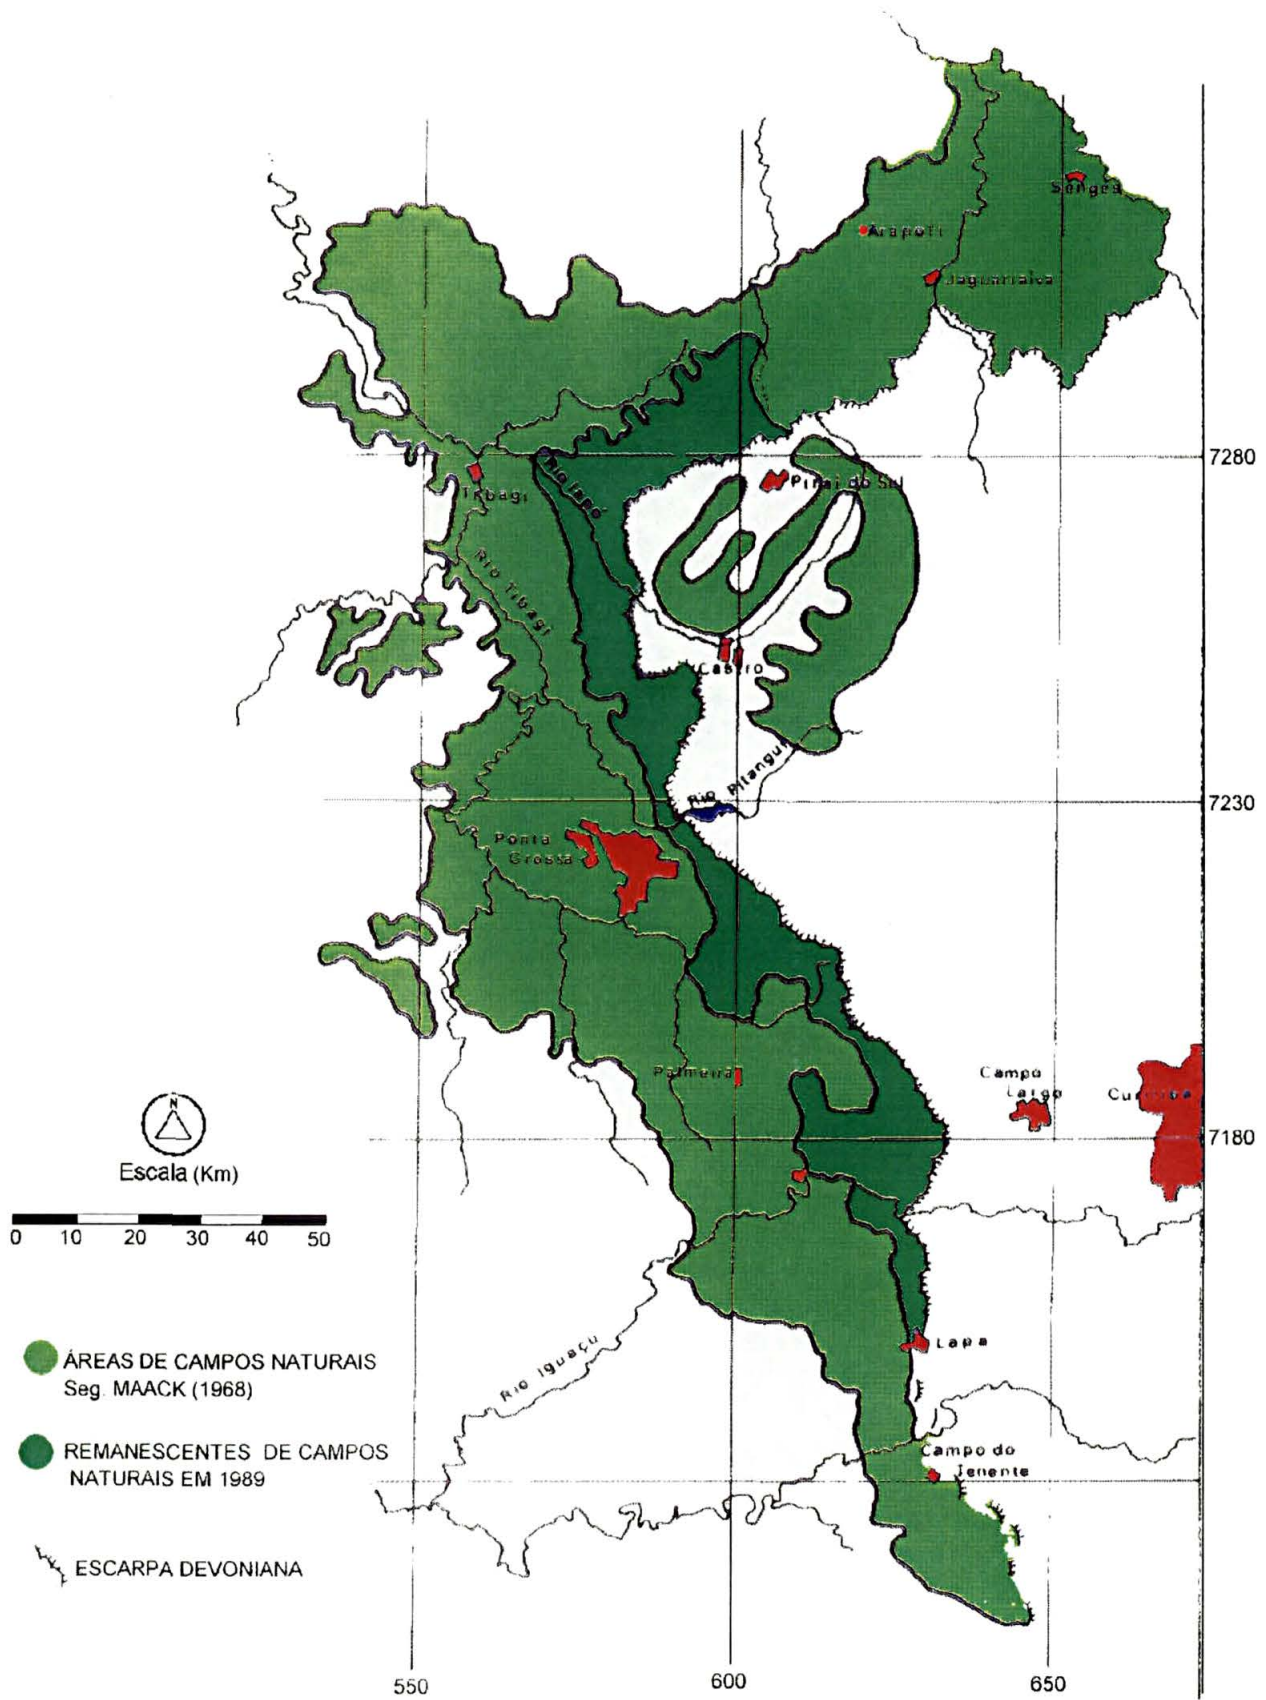 Sengés
Arapoti
Jaguariaíva
7280
Piraí do Sul
Rio Iapó
Tibagi
Rio Tibagi
Castro
Rio Pitangui
7230
Ponta
Grossa
Palmeira
Campo
Largo
Curitiba
N
7180
Escala (Km)
0 10 20 30 40 50
Lapa
Rio Iguaçu
ÁREAS DE CAMPOS NATURAIS
Seg. MAACK (1968)
REMANESCENTES DE CAMPOS
NATURAIS EM 1989
Campo do
Tenente
ESCARPA DEVONIANA
550 600 650